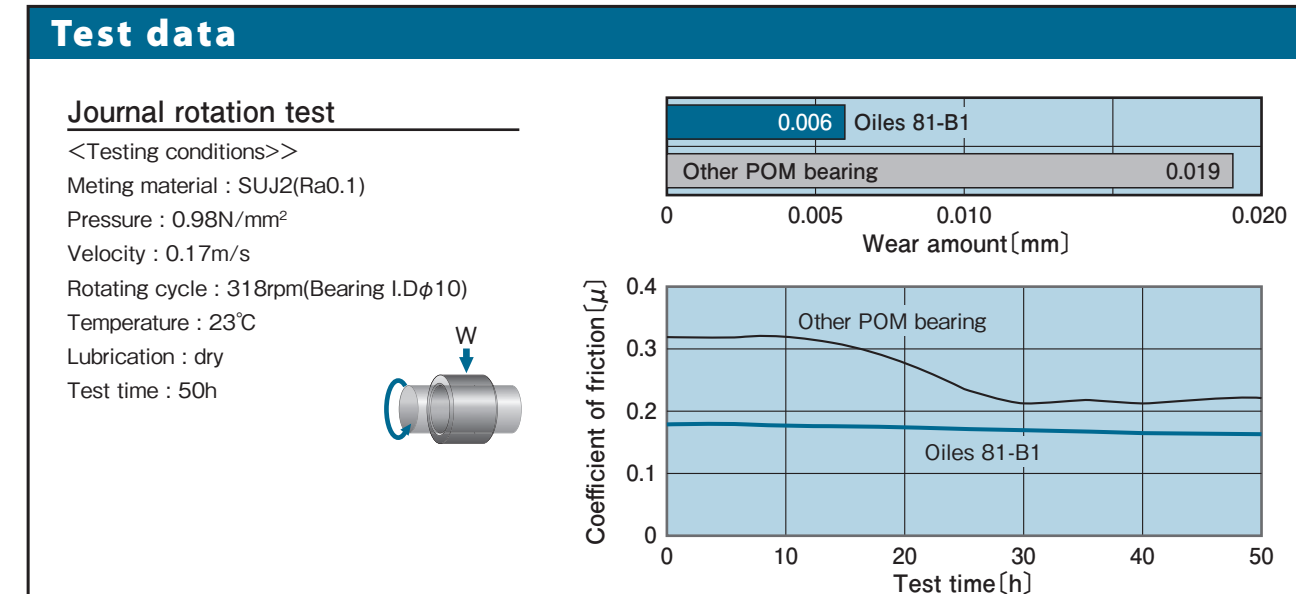 Test data
Journal rotation test
<Testing conditions>>
Meting material : SUJ2(Ra0.1)
Pressure : 0.98N/mm²
Velocity : 0.17m/s
Rotating cycle : 318rpm(Bearing I.Dφ10)
Temperature : 23℃
Lubrication : dry
Test time : 50h
W
0.006 Oiles 81-B1
Other POM bearing 0.019
0 0.005 0.010 0.020
Wear amount〔mm〕
Coefficient of friction〔μ〕
0.4
0.3
0.2
0.1
0
Other POM bearing
Oiles 81-B1
0 10 20 30 40 50
Test time〔h〕